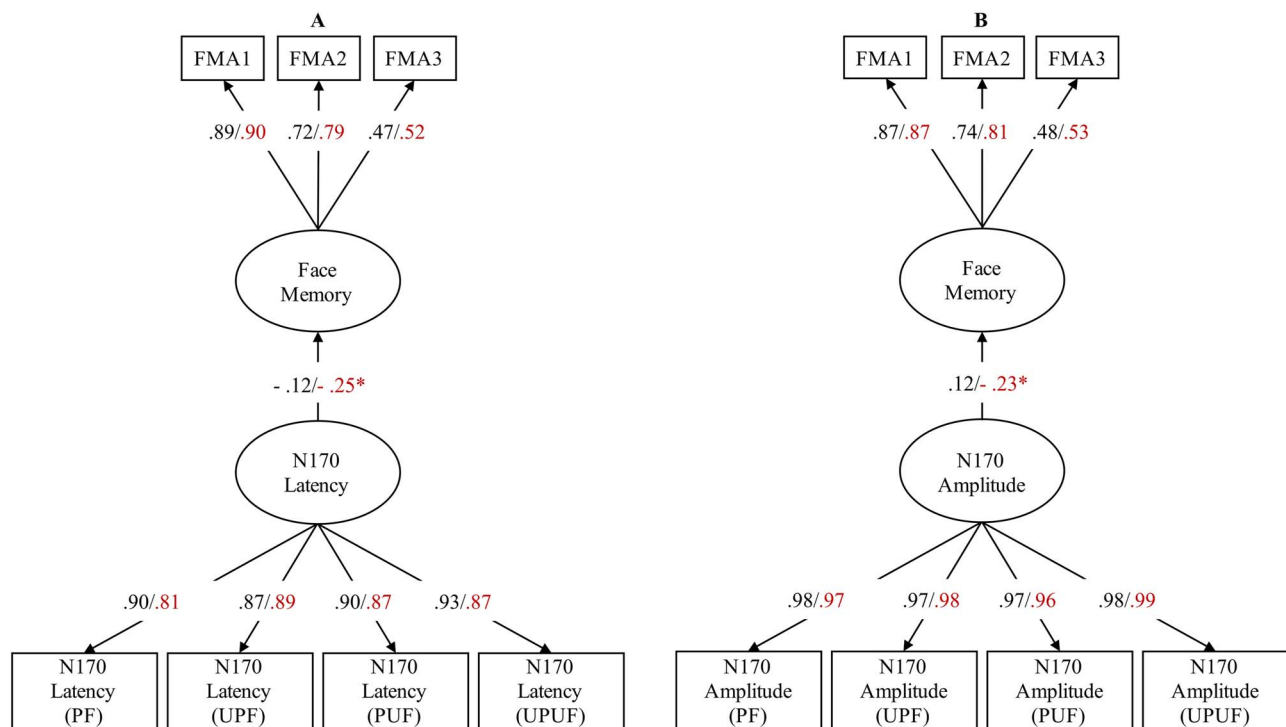 A
FMA1 FMA2 FMA3
.89/.90 .72/.79 .47/.52
Face
Memory
- .12/- .25*
N170
Latency
.90/.81 .87/.89 .90/.87 .93/.87
N170 N170 N170 N170
Latency Latency Latency Latency
(PF) (UPF) (PUF) (UPUF)
B
FMA1 FMA2 FMA3
.87/.87 .74/.81 .48/.53
Face
Memory
.12/- .23*
N170
Amplitude
.98/.97 .97/.98 .97/.96 .98/.99
N170 N170 N170 N170
Amplitude Amplitude Amplitude Amplitude
(PF) (UPF) (PUF) (UPUF)